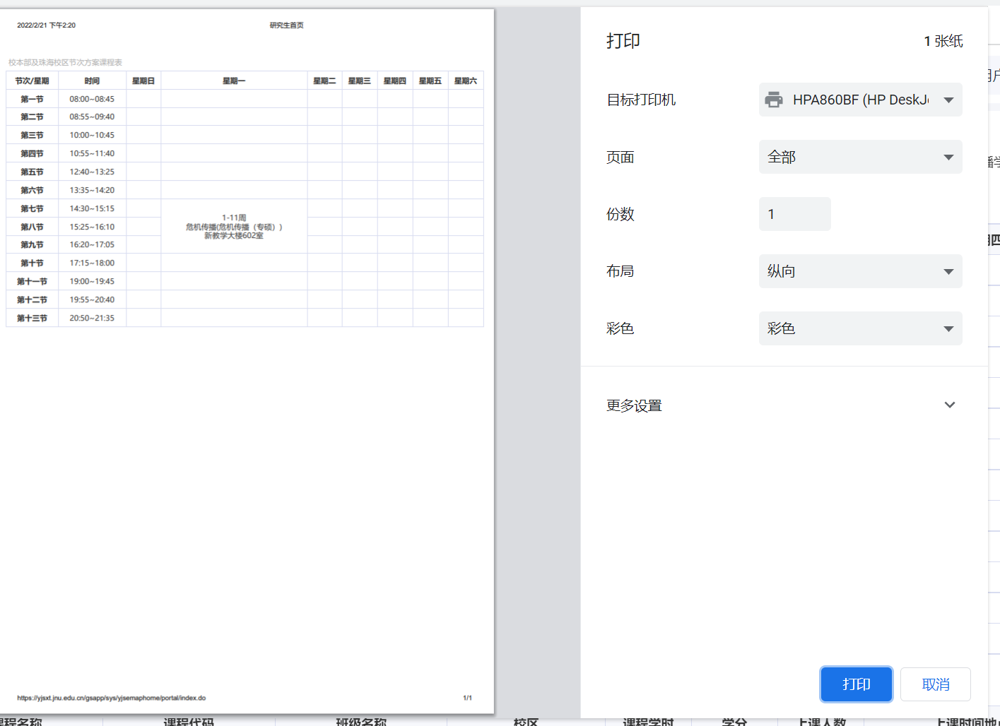 2022/2/21 下午2:20 研究生首页
校本部及珠海校区节次方案课程表
节次/星期 时间 星期日 星期一 星期二 星期三 星期四 星期五 星期六
第一节 08:00~08:45
第二节 08:55~09:40
第三节 10:00~10:45
第四节 10:55~11:40
第五节 12:40~13:25
第六节 13:35~14:20
第七节 14:30~15:15
第八节 15:25~16:10
第九节 16:20~17:05
1-11周
危机传播(危机传播（专硕）)
新教学大楼602室
第十节 17:15~18:00
第十一节 19:00~19:45
第十二节 19:55~20:40
第十三节 20:50~21:35
https://yjsxt.jnu.edu.cn/gsapp/sys/yjsemaphome/portal/index.do 1/1
打印 1 张纸
目标打印机 HPA860BF (HP DeskJ
页面 全部
份数 1
布局 纵向
彩色 彩色
更多设置
打印 取消
课程名称 课程代码 班级名称 校区 课程学时 学分 上课人数 上课时间地